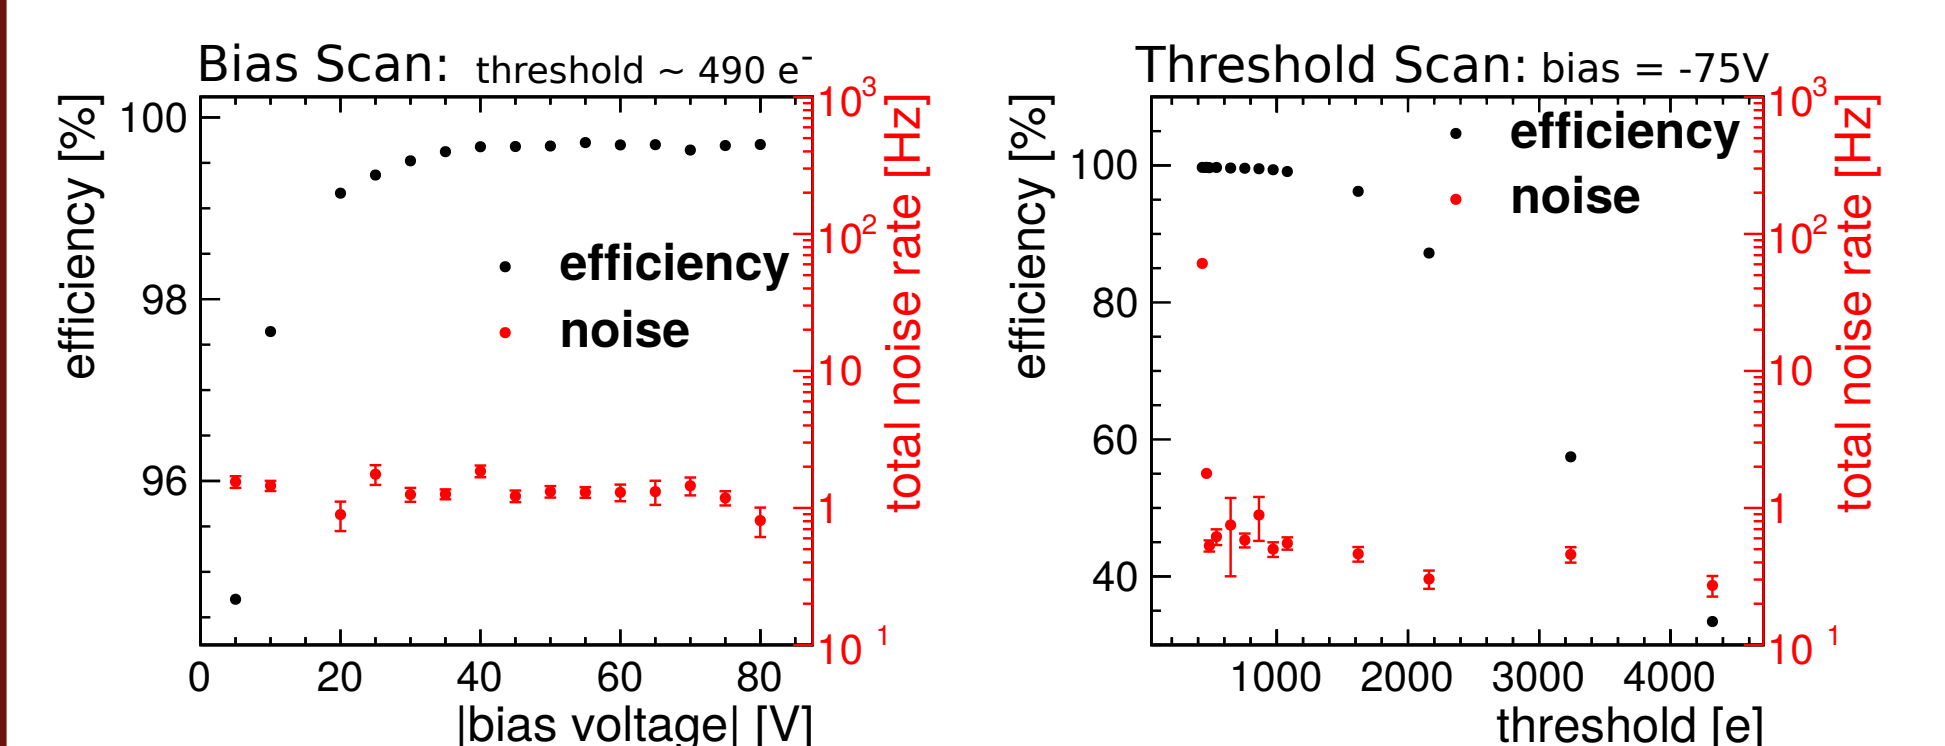 Bias Scan: threshold ~ 490 e-
efficiency [%]
100
98
96
0 20 40 60 80
|bias voltage| [V]
efficiency
noise
10³
10²
10
1
10 1
total noise rate [Hz]
Threshold Scan: bias = -75V
efficiency [%]
100
80
60
40
1000 2000 3000 4000
threshold [e]
efficiency
noise
10³
10²
10
1
10 1
total noise rate [Hz]